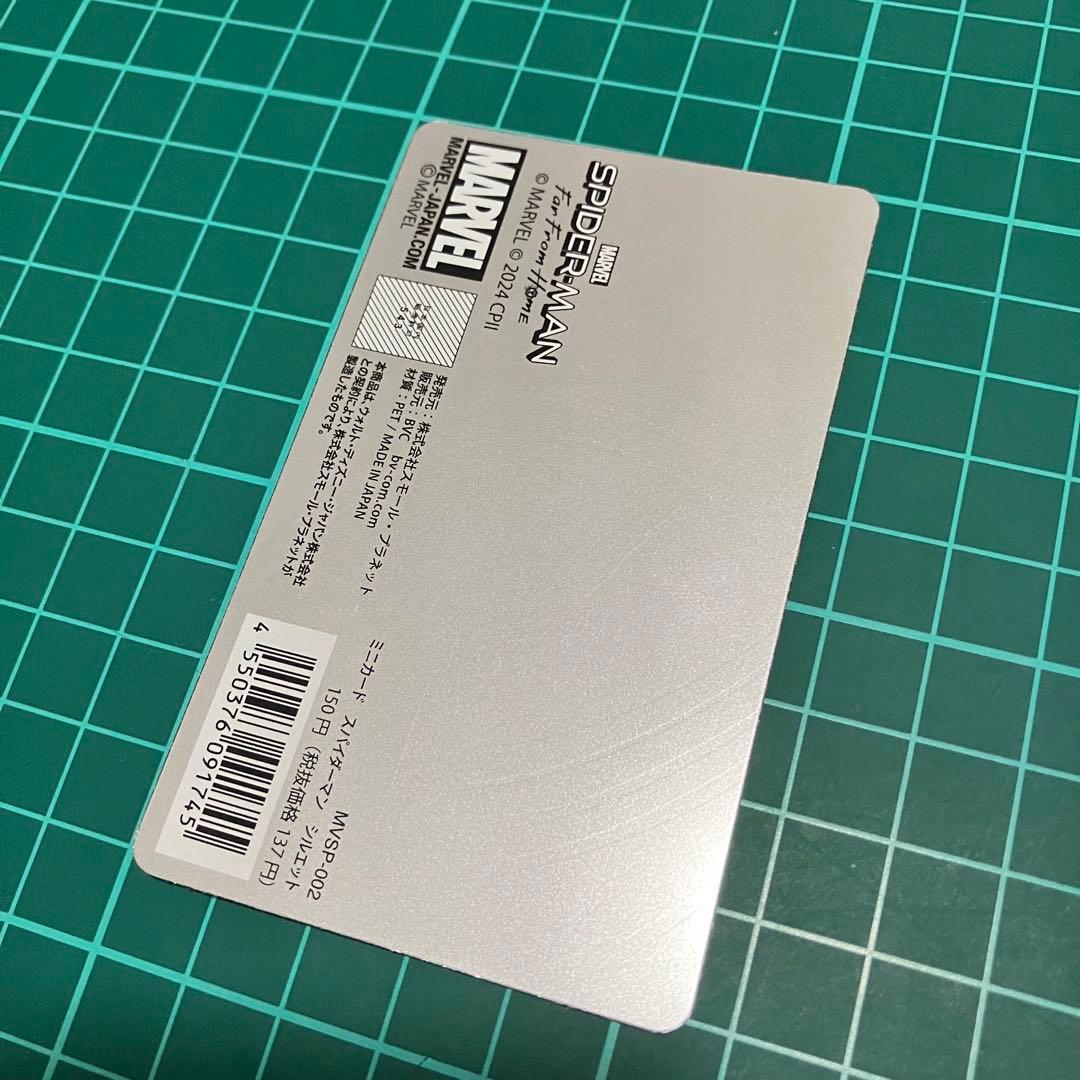 MARVEL
SPIDER-MAN
Far From Home
© MARVEL © 2024 CPII
MARVEL
MARVEL-JAPAN.COM
© MARVEL
543
発売元:株式会社スモール・プラネット
販売元:BVC bv-com.com
材質:PET / MADE IN JAPAN
本商品は、ウォルト・ディズニー・ジャパン株式会社
との契約により、株式会社スモール・プラネットが
製造したものです。
MVSP-002
ミニカード スパイダーマン シルエット
150円(税抜価格 137円)
4 550376 091745